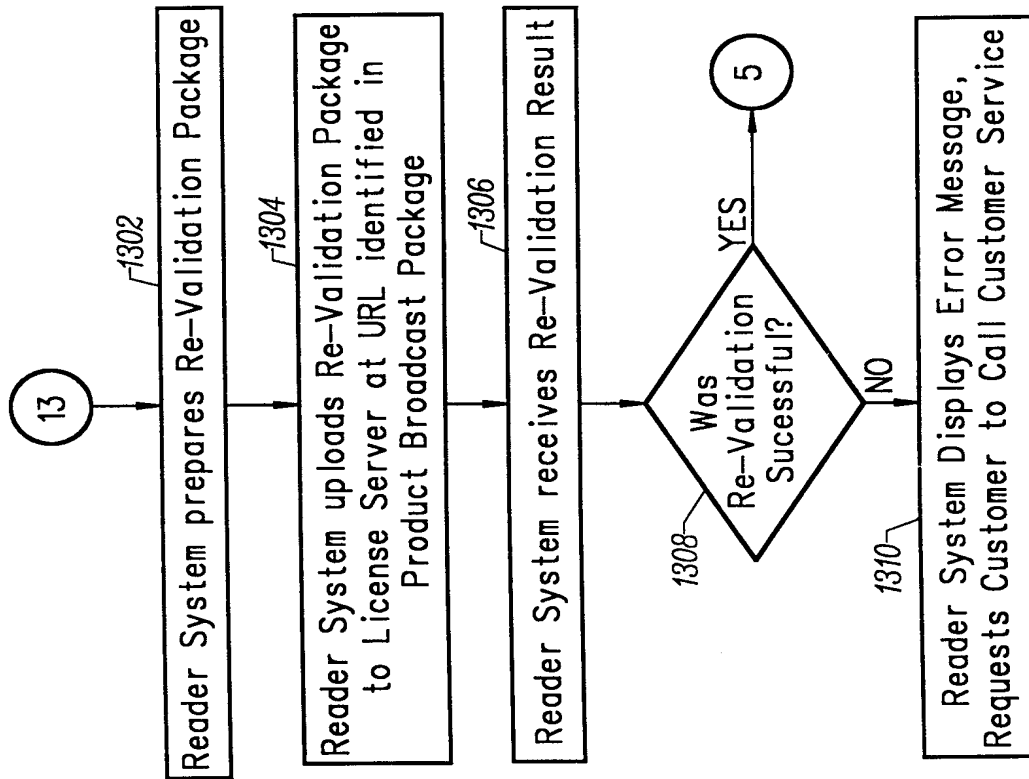 13
1302
Reader System prepares Re-Validation Package
1304
Reader System uploads Re-Validation Package
to License Server at URL identified in
Product Broadcast Package
1306
Reader System receives Re-Validation Result
1308
Was
Re-Validation
Sucessful?
YES
5
NO
1310
Reader System Displays Error Message,
Requests Customer to Call Customer Service